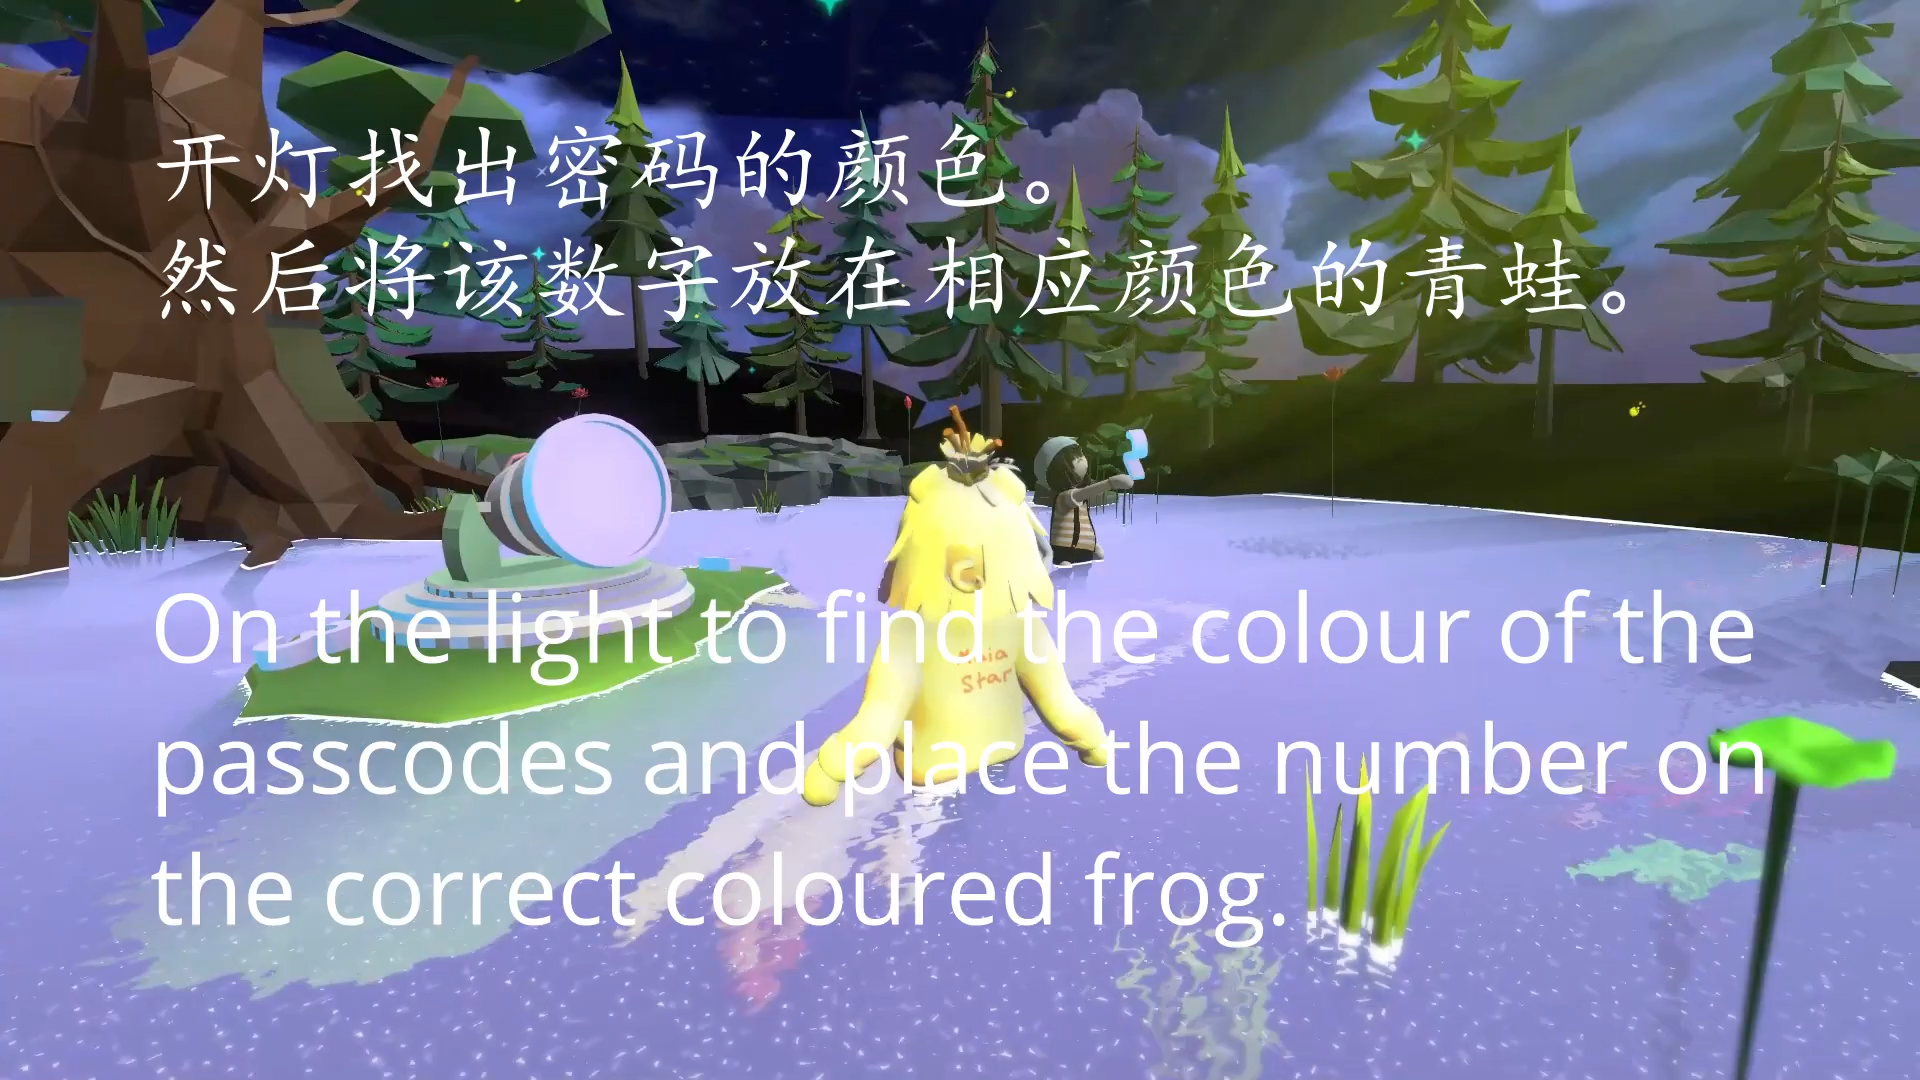 开灯找出密码的颜色。
然后将该数字放在相应颜色的青蛙。
On the light to find the colour of the
passcodes and place the number on
the correct coloured frog.
Star